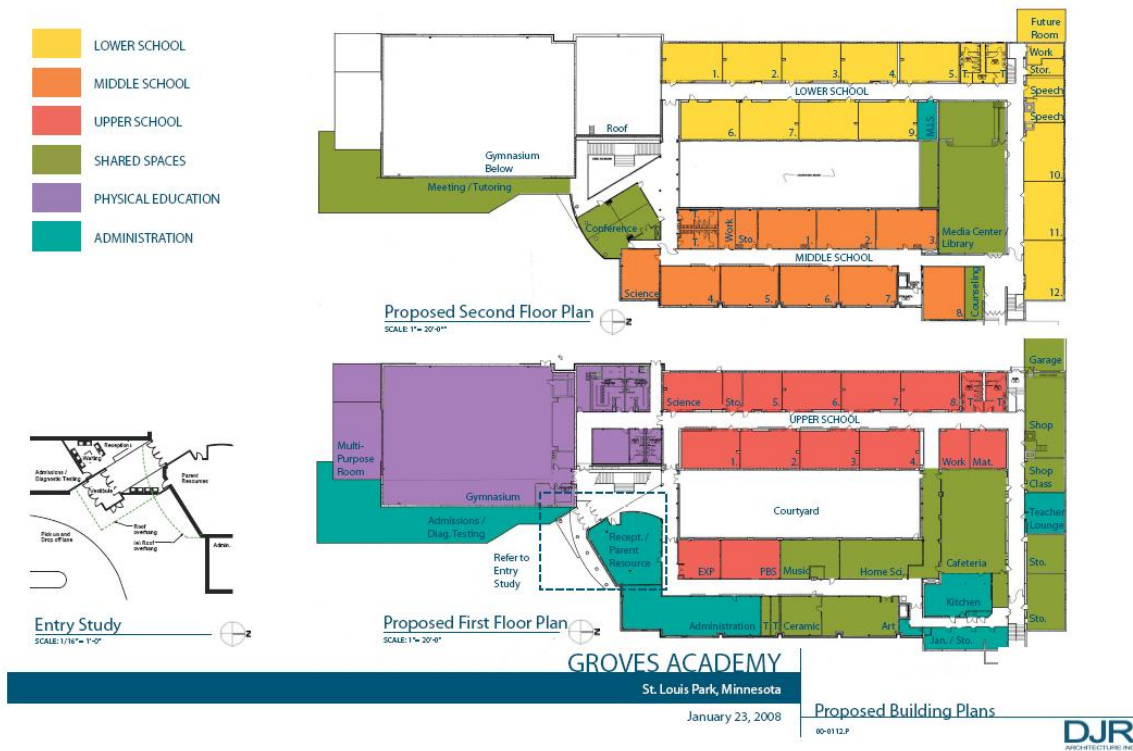 LOWER SCHOOL
MIDDLE SCHOOL
UPPER SCHOOL
SHARED SPACES
PHYSICAL EDUCATION
ADMINISTRATION
Future
Room
Work
Stor.
Speech
Speech
1.
2.
3.
4.
5.
T.
T
LOWER SCHOOL
6.
7.
9.
M.I.S.
Roof
Gymnasium
Below
Meeting / Tutoring
Conference
T.
T.
Work
Sto.
1.
2.
3.
Media Center /
Library
10.
11.
12.
MIDDLE SCHOOL
Science
4.
5.
6.
7.
8.
Counseling
Proposed Second Floor Plan
SCALE: 1"= 20'-0"
N
Garage
Science
Sto.
5.
6.
7.
8.
T.
T.
UPPER SCHOOL
1.
2.
3.
4.
Work
Mat.
Shop
Shop
Class
Teacher
Lounge
Sto.
Sto.
Multi-
Purpose
Room
Gymnasium
Admissions /
Diag. Testing
Courtyard
Recept. /
Parent
Resource
Refer to
Entry
Study
EXP
PBS
Music
Home Sci.
Cafeteria
Kitchen
Administration
T.
T.
Ceramic
Art
Jan. / Sto.
Proposed First Floor Plan
SCALE: 1"= 20'-0"
N
Reception
Waiting
Admissions /
Diagnostic Testing
Vestibule
Parent
Resources
Roof
overhang
Roof
overhang
Pick up and
Drop off lane
Admin.
Entry Study
SCALE: 1/16"= 1'-0"
N
GROVES ACADEMY
St. Louis Park, Minnesota
January 23, 2008
Proposed Building Plans
00-0112.P
DJR
ARCHITECTURE INC